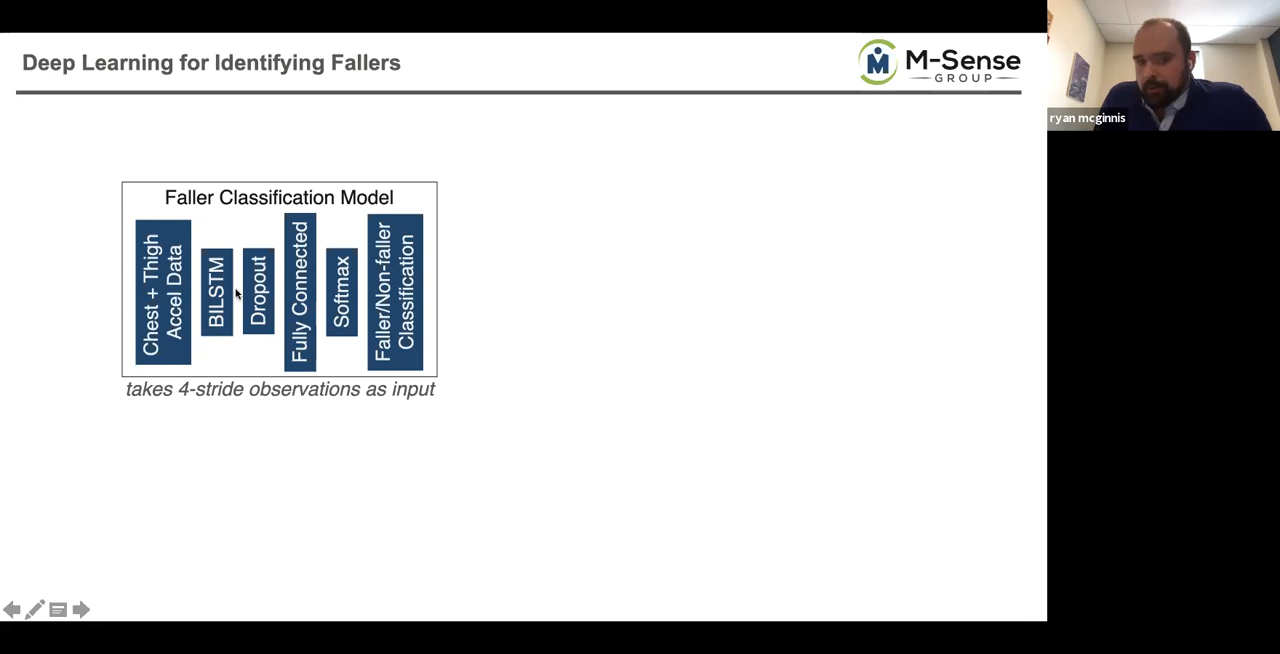 Deep Learning for Identifying Fallers
M-Sense
GROUP
ryan mcginnis
Faller Classification Model
Chest + Thigh
Accel Data
BILSTM
Dropout
Fully Connected
Softmax
Faller/Non-faller
Classification
takes 4-stride observations as input